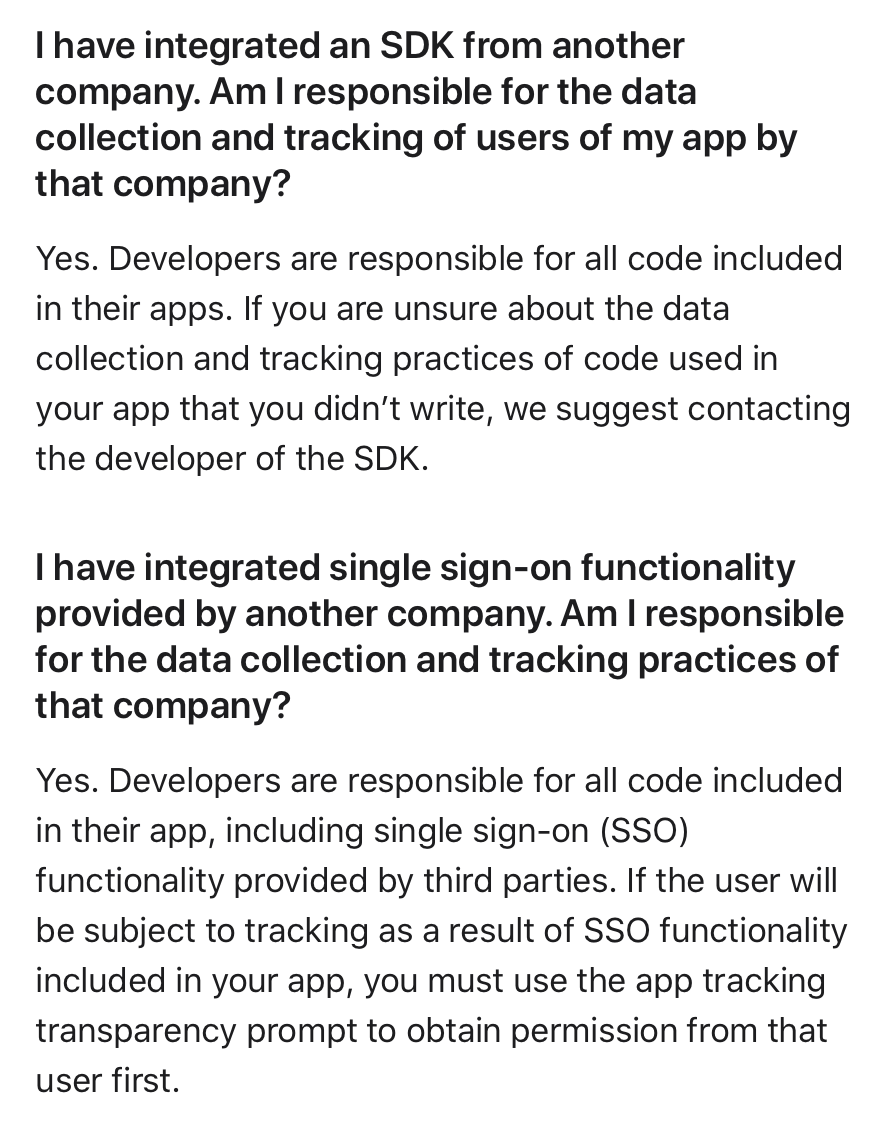 I have integrated an SDK from another
company. Am I responsible for the data
collection and tracking of users of my app by
that company?
Yes. Developers are responsible for all code included
in their apps. If you are unsure about the data
collection and tracking practices of code used in
your app that you didn’t write, we suggest contacting
the developer of the SDK.
I have integrated single sign-on functionality
provided by another company. Am I responsible
for the data collection and tracking practices of
that company?
Yes. Developers are responsible for all code included
in their app, including single sign-on (SSO)
functionality provided by third parties. If the user will
be subject to tracking as a result of SSO functionality
included in your app, you must use the app tracking
transparency prompt to obtain permission from that
user first.